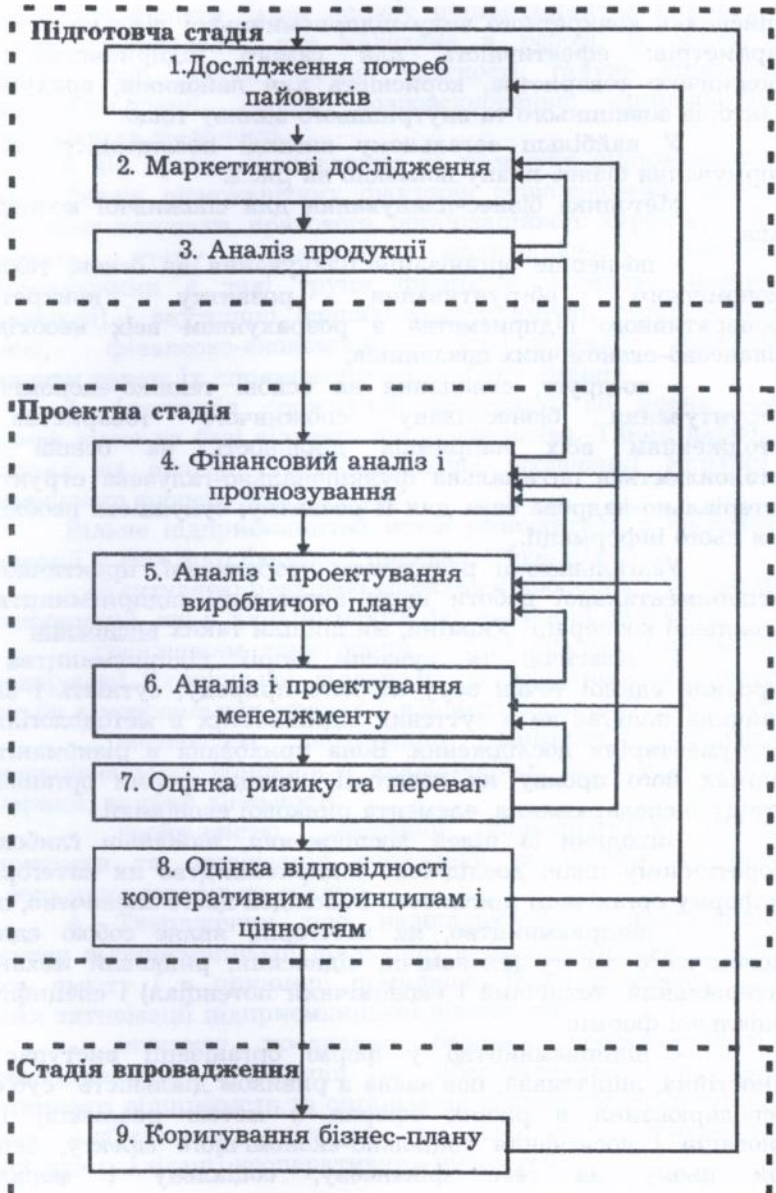 Підготовча стадія
1.Дослідження потреб
пайовиків
2. Маркетингові дослідження
3. Аналіз продукції
Проектна стадія
4. Фінансовий аналіз і
прогнозування
5. Аналіз і проектування
виробничого плану
6. Аналіз і проектування
менеджменту
7. Оцінка ризику та переваг
8. Оцінка відповідності
кооперативним принципам і
цінностям
Стадія впровадження
9. Коригування бізнес-плану